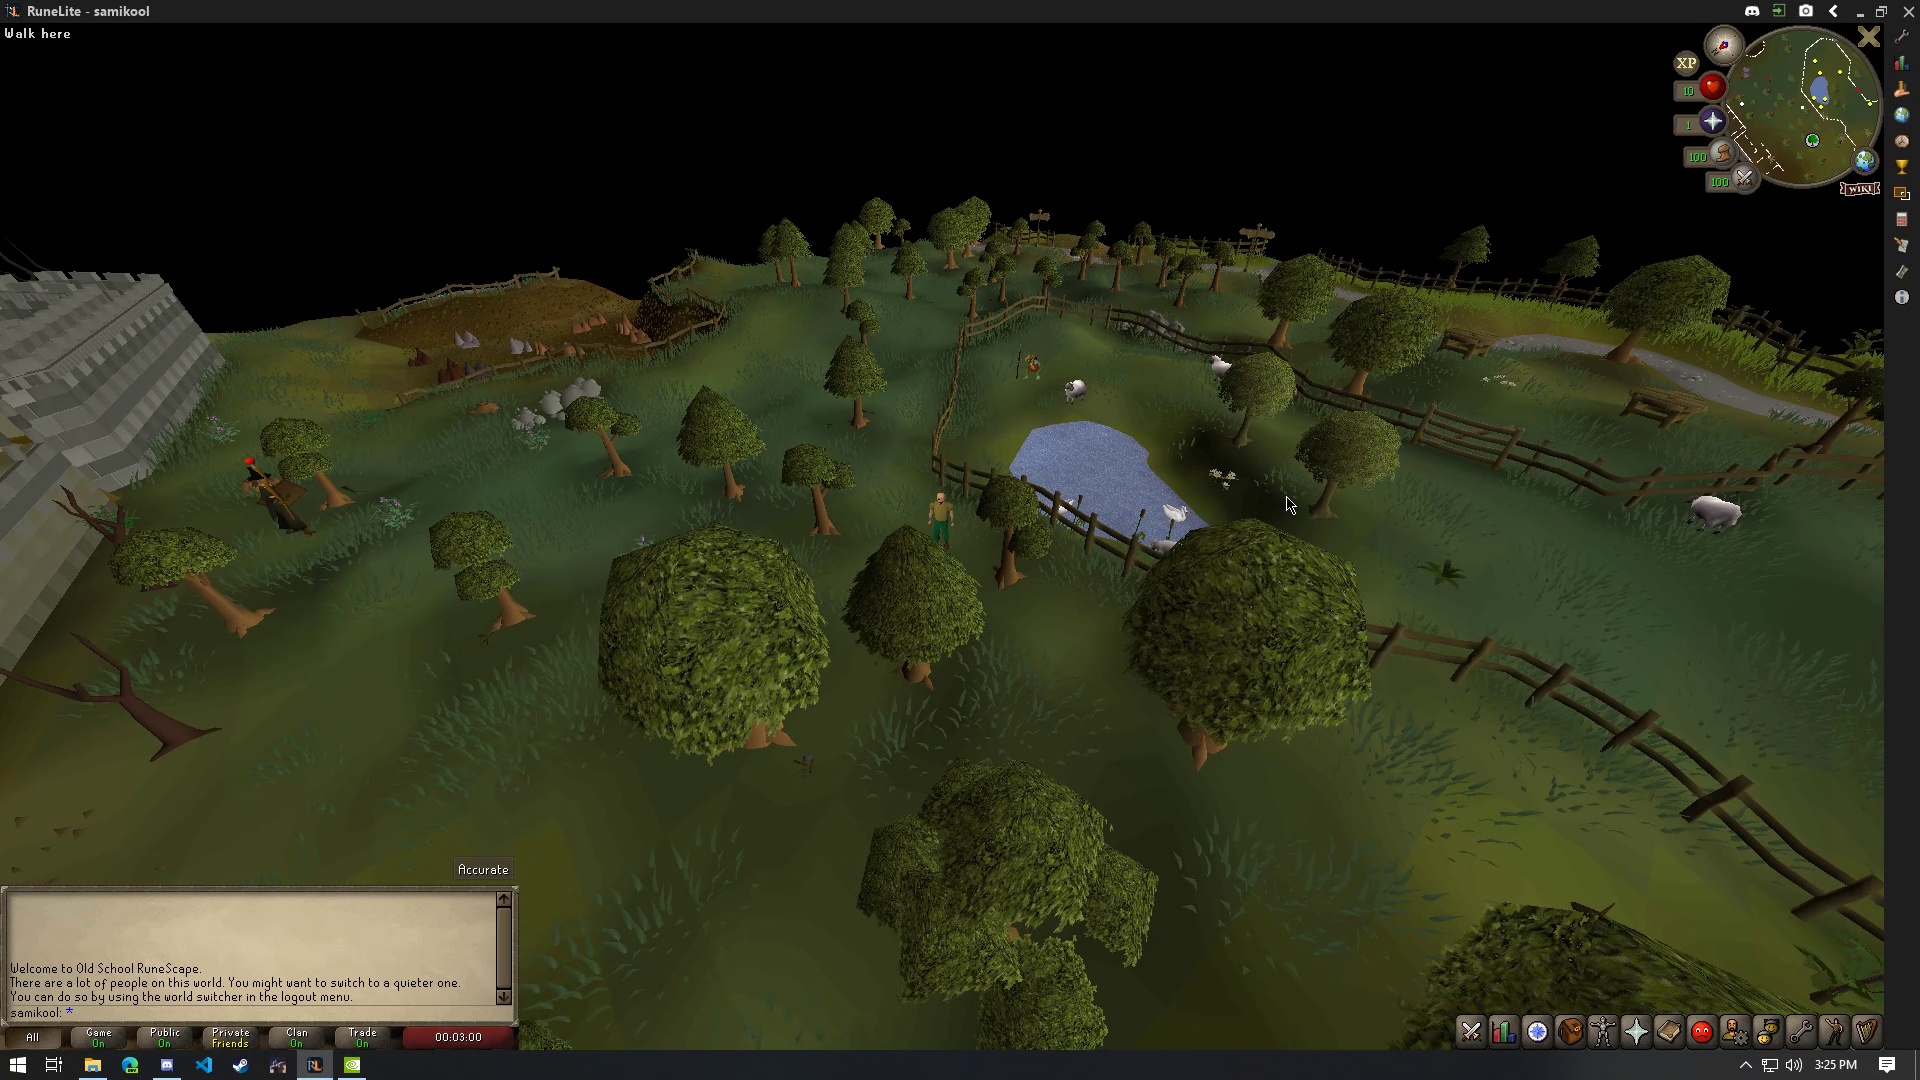 RuneLite - samikool
Walk here
XP
10
1
100
100
WIKI
Accurate
Welcome to Old School RuneScape.
There are a lot of people on this world. You might want to switch to a quieter one.
You can do so by using the world switcher in the logout menu.
samikool: *
All
Game
On
Public
On
Private
Friends
Clan
On
Trade
On
00:03:00
3:25 PM